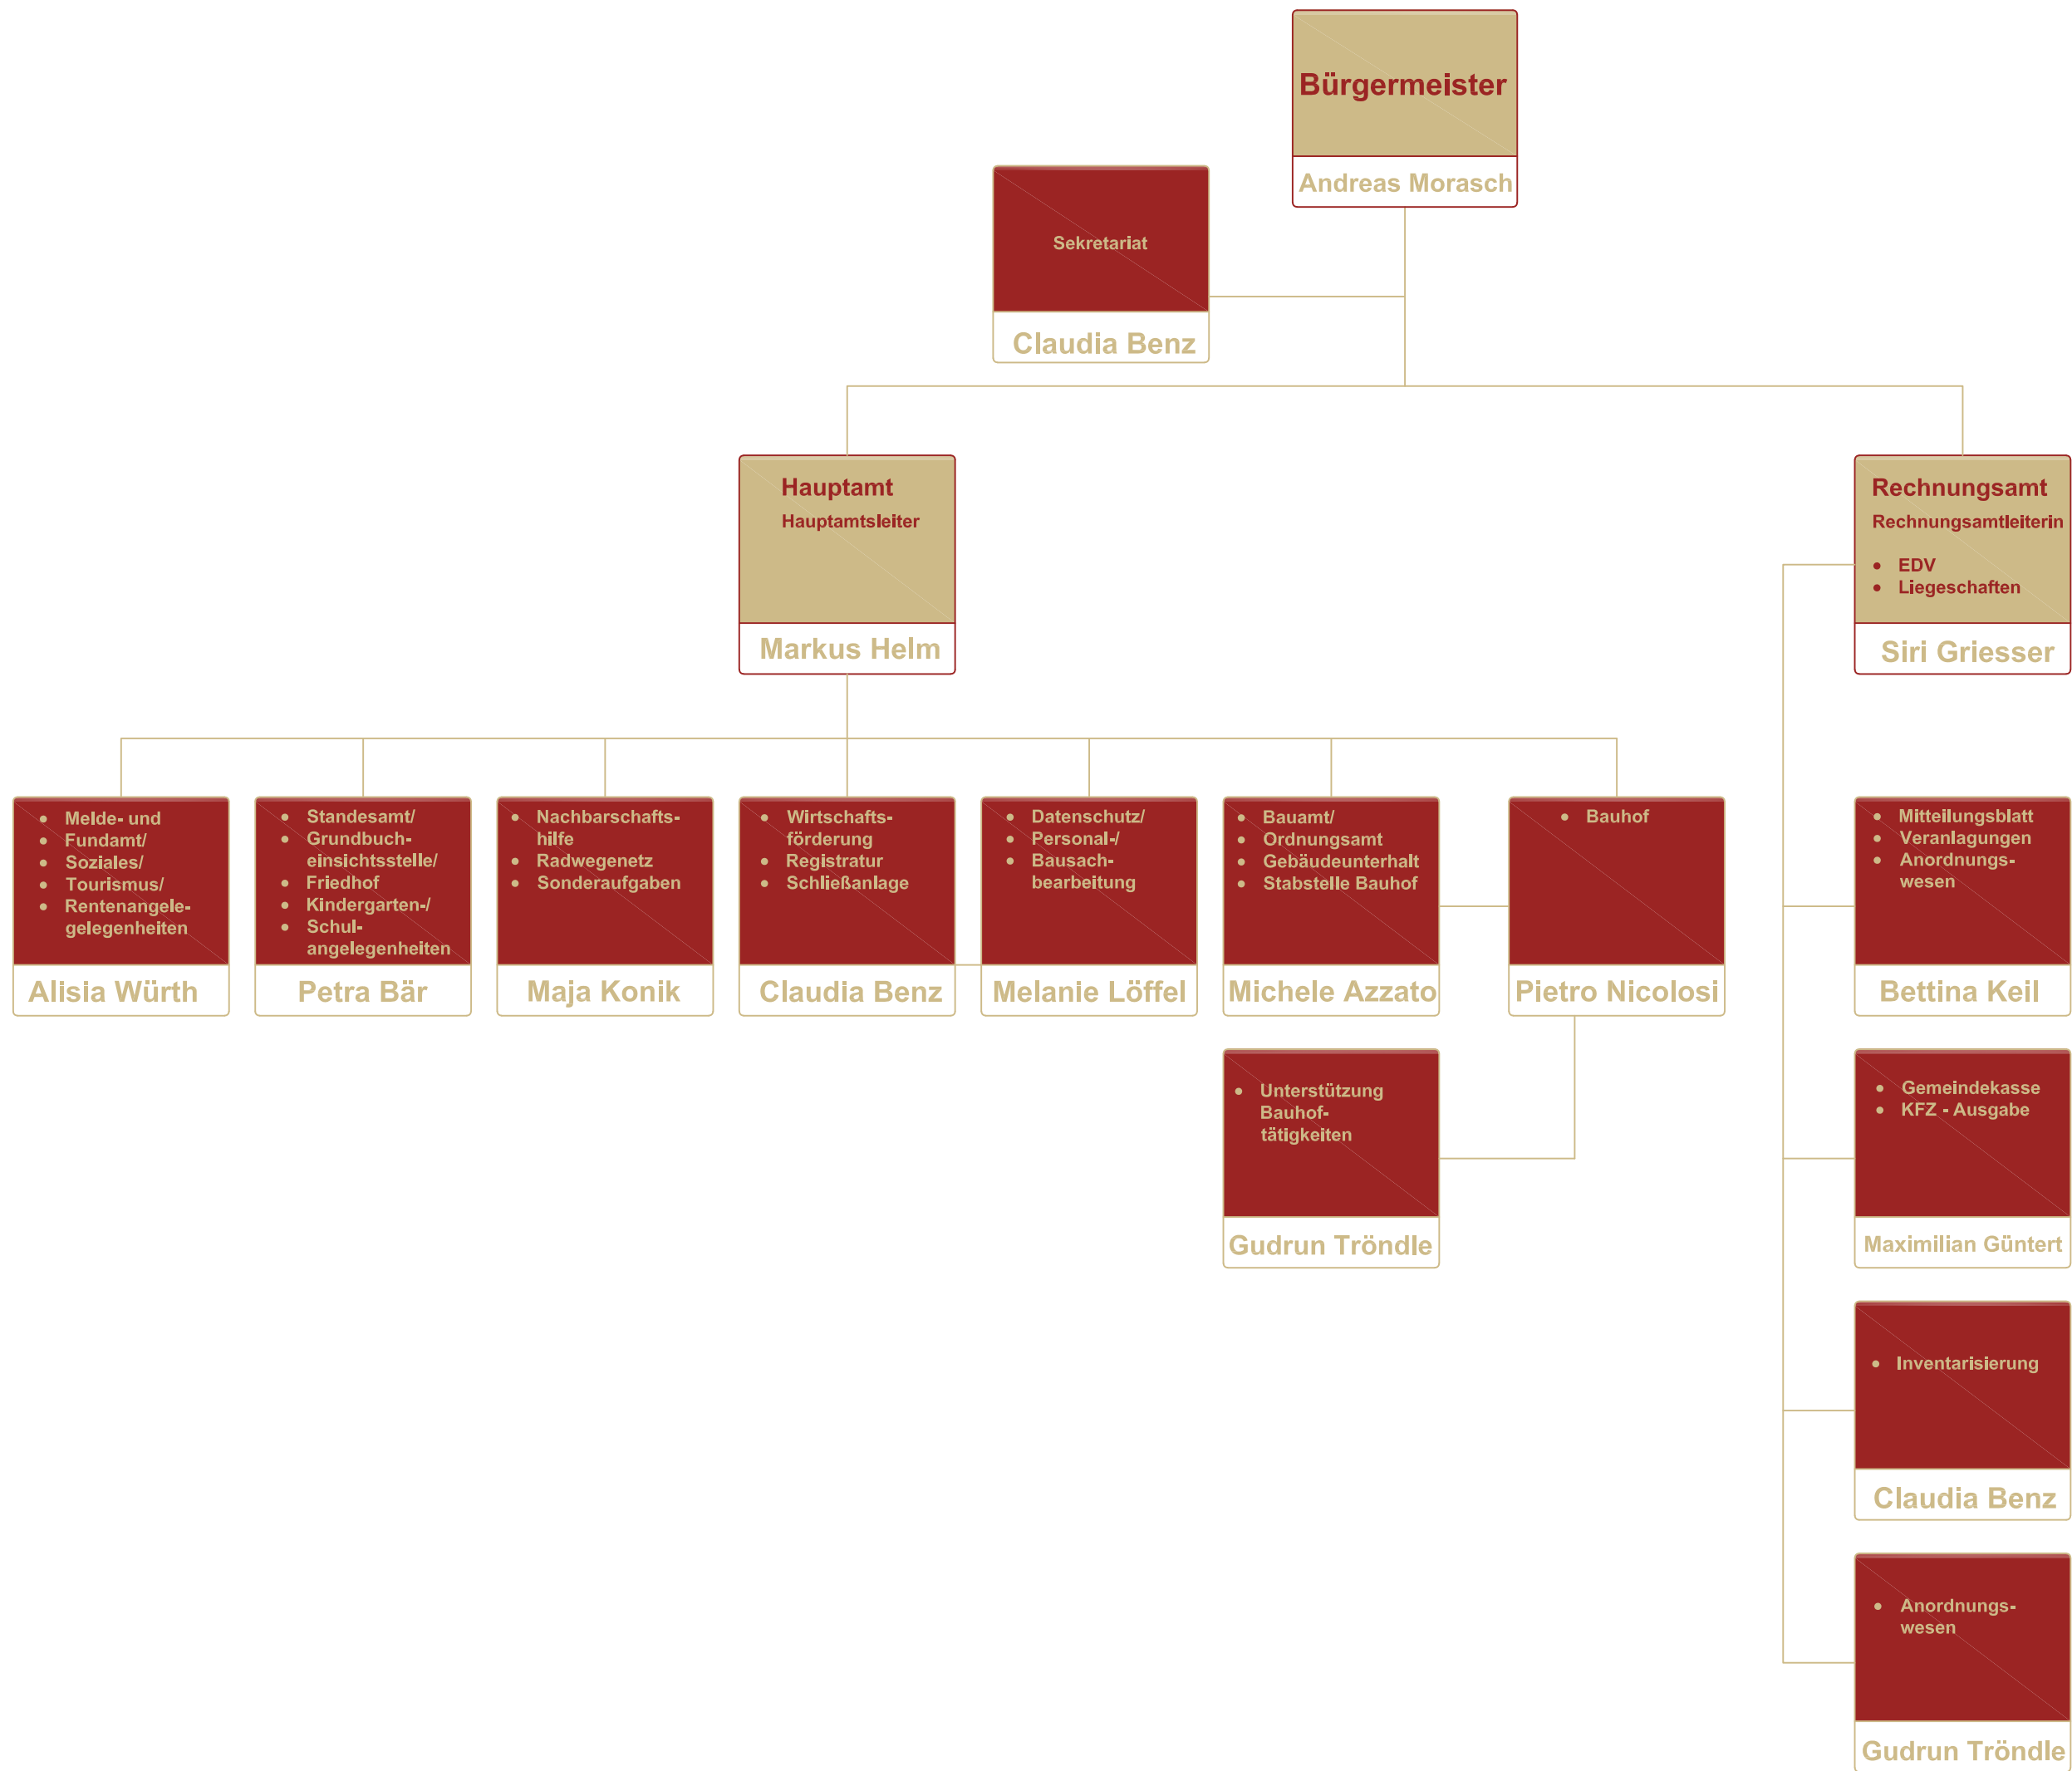 Bürgermeister
Andreas Morasch
Sekretariat
Claudia Benz
Hauptamt
Hauptamtsleiter
Markus Helm
Rechnungsamt
Rechnungsamtleiterin
• EDV
• Liegeschaften
Siri Griesser
• Melde- und
• Fundamt/
• Soziales/
• Tourismus/
• Rentenangele-
gelegenheiten
Alisia Würth
• Standesamt/
• Grundbuch-
einsichtsstelle/
• Friedhof
• Kindergarten-/
• Schul-
angelegenheiten
Petra Bär
• Nachbarschafts-
hilfe
• Radwegenetz
• Sonderaufgaben
Maja Konik
• Wirtschafts-
förderung
• Registratur
• Schließanlage
Claudia Benz
• Datenschutz/
• Personal-/
• Bausach-
bearbeitung
Melanie Löffel
• Bauamt/
• Ordnungsamt
• Gebäudeunterhalt
• Stabstelle Bauhof
Michele Azzato
• Bauhof
Pietro Nicolosi
• Mitteilungsblatt
• Veranlagungen
• Anordnungs-
wesen
Bettina Keil
• Unterstützung
Bauhof-
tätigkeiten
Gudrun Tröndle
• Gemeindekasse
• KFZ - Ausgabe
Maximilian Güntert
• Inventarisierung
Claudia Benz
• Anordnungs-
wesen
Gudrun Tröndle